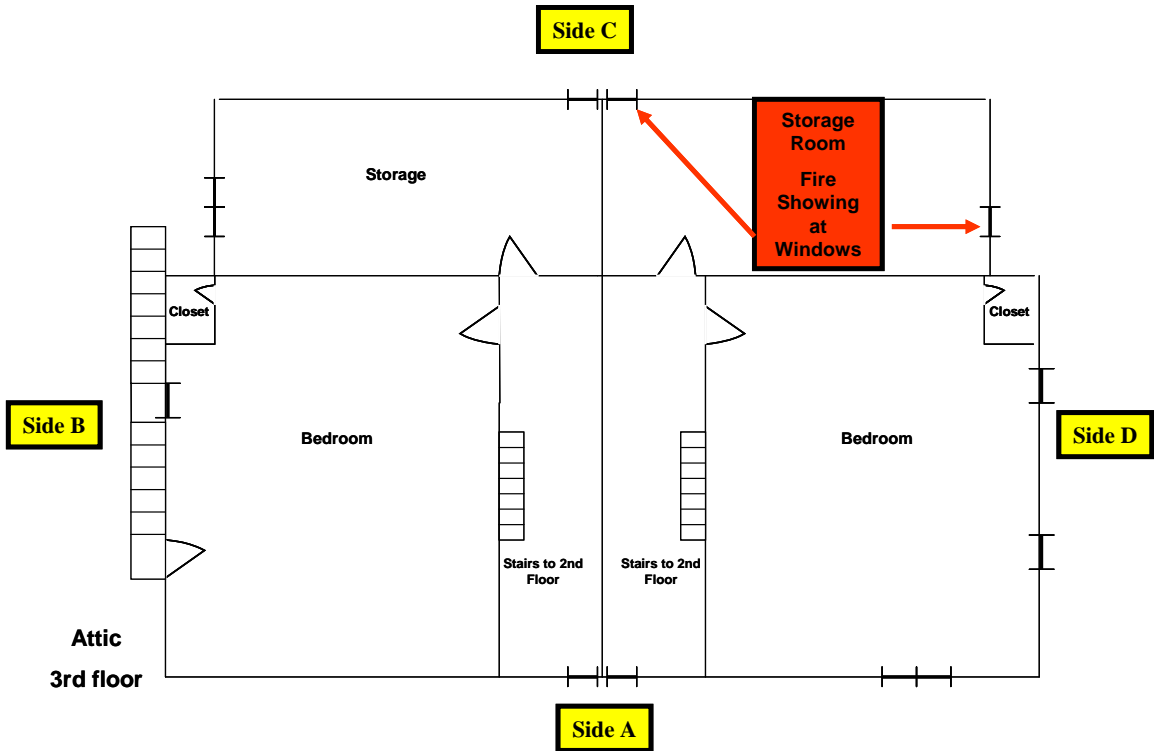 Side C
Storage
Room
Fire
Showing
at
Windows
Storage
Closet
Closet
Side B
Bedroom
Bedroom
Side D
Stairs to 2nd
Floor
Stairs to 2nd
Floor
Attic
3rd floor
Side A